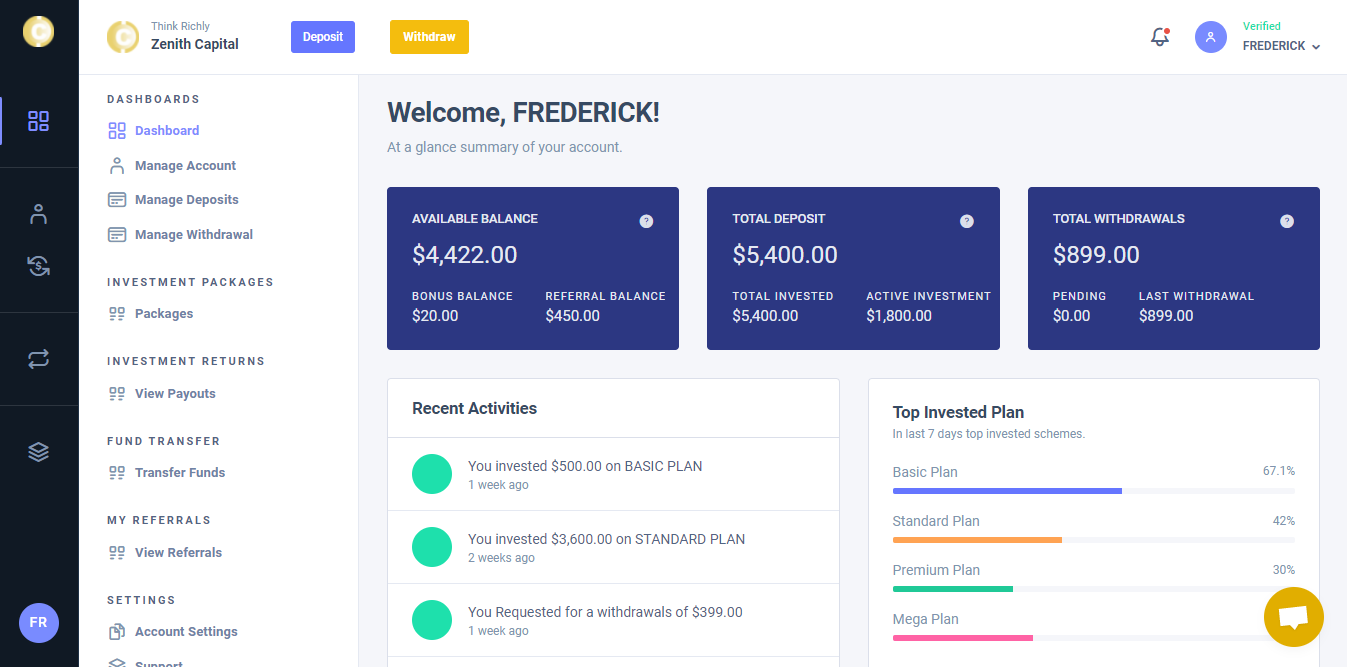 Think Richly
Zenith Capital
Deposit
Withdraw
Verified
FREDERICK
DASHBOARDS
Dashboard
Manage Account
Manage Deposits
Manage Withdrawal
INVESTMENT PACKAGES
Packages
INVESTMENT RETURNS
View Payouts
FUND TRANSFER
Transfer Funds
MY REFERRALS
View Referrals
SETTINGS
Account Settings
Support
FR
Welcome, FREDERICK!
At a glance summary of your account.
AVAILABLE BALANCE
?
$4,422.00
BONUS BALANCE REFERRAL BALANCE
$20.00 $450.00
TOTAL DEPOSIT
?
$5,400.00
TOTAL INVESTED ACTIVE INVESTMENT
$5,400.00 $1,800.00
TOTAL WITHDRAWALS
?
$899.00
PENDING LAST WITHDRAWAL
$0.00 $899.00
Recent Activities
You invested $500.00 on BASIC PLAN
1 week ago
You invested $3,600.00 on STANDARD PLAN
2 weeks ago
You Requested for a withdrawals of $399.00
1 week ago
Top Invested Plan
In last 7 days top invested schemes.
Basic Plan 67.1%
Standard Plan 42%
Premium Plan 30%
Mega Plan